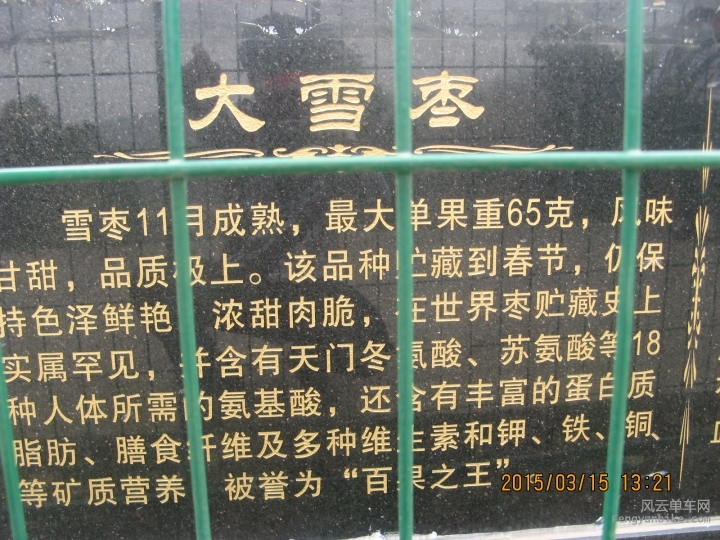 大雪枣
雪枣11月成熟，最大单果重65克，风味
甘甜，品质极上。该品种贮藏到春节，仍保
特色泽鲜艳 浓甜肉脆，在世界枣贮藏史上
实属罕见，并含有天门冬氨酸、苏氨酸等18
种人体所需的氨基酸，还含有丰富的蛋白质
脂肪、膳食纤维及多种维生素和钾、铁、铜、
等矿质营养 被誉为“百果之王”
2015/03/15 13:21
风云单车网
fengyunbike.com